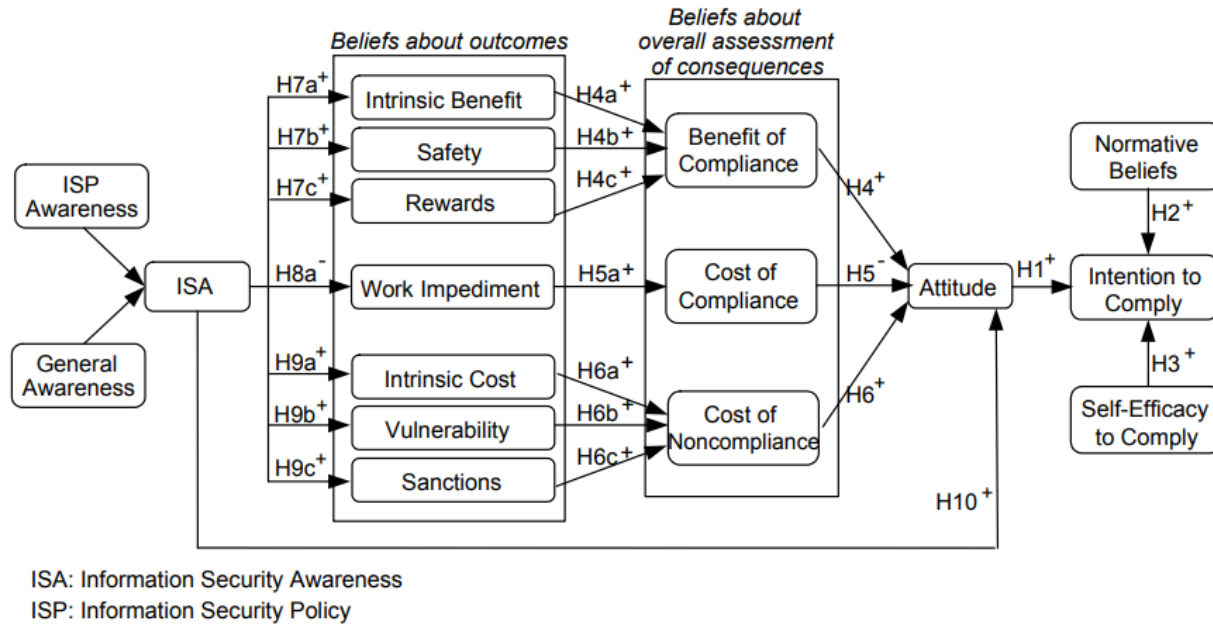 Beliefs about outcomes
Beliefs about
overall assessment
of consequences
H7a+
Intrinsic Benefit
H4a+
H7b+
Safety
H4b+
Benefit of
Compliance
H7c+
Rewards
H4c+
H4+
Normative
Beliefs
H2+
ISP
Awareness
ISA
H8a-
Work Impediment
H5a+
Cost of
Compliance
H5-
Attitude
H1+
Intention to
Comply
General
Awareness
H9a+
Intrinsic Cost
H6a+
H6+
H3+
H9b+
Vulnerability
H6b+
Cost of
Noncompliance
Self-Efficacy
to Comply
H9c+
Sanctions
H6c+
H10+
ISA: Information Security Awareness
ISP: Information Security Policy